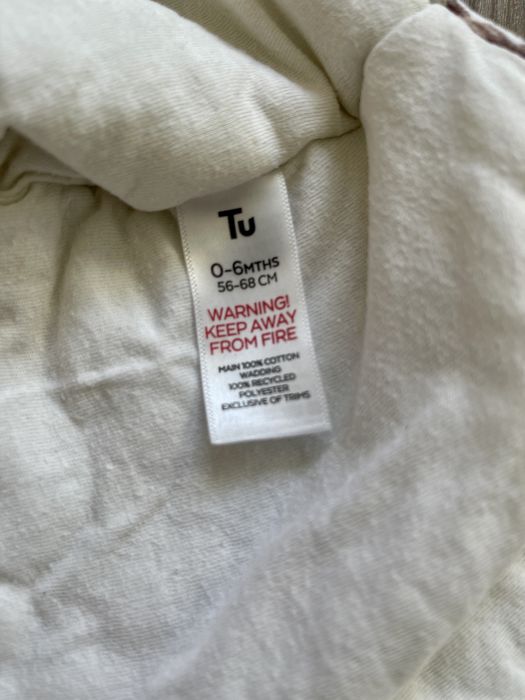 Tu
0-6MTHS
56-68 CM
WARNING!
KEEP AWAY
FROM FIRE
MAIN 100% COTTON
WADDING
100% RECYCLED
POLYESTER
EXCLUSIVE OF TRIMS